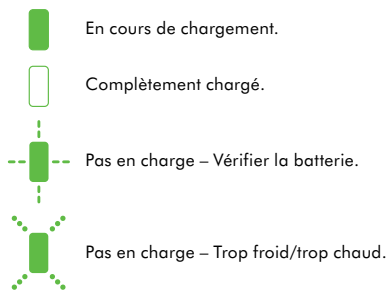 En cours de chargement.
Complètement chargé.
Pas en charge – Vérifier la batterie.
Pas en charge – Trop froid/trop chaud.